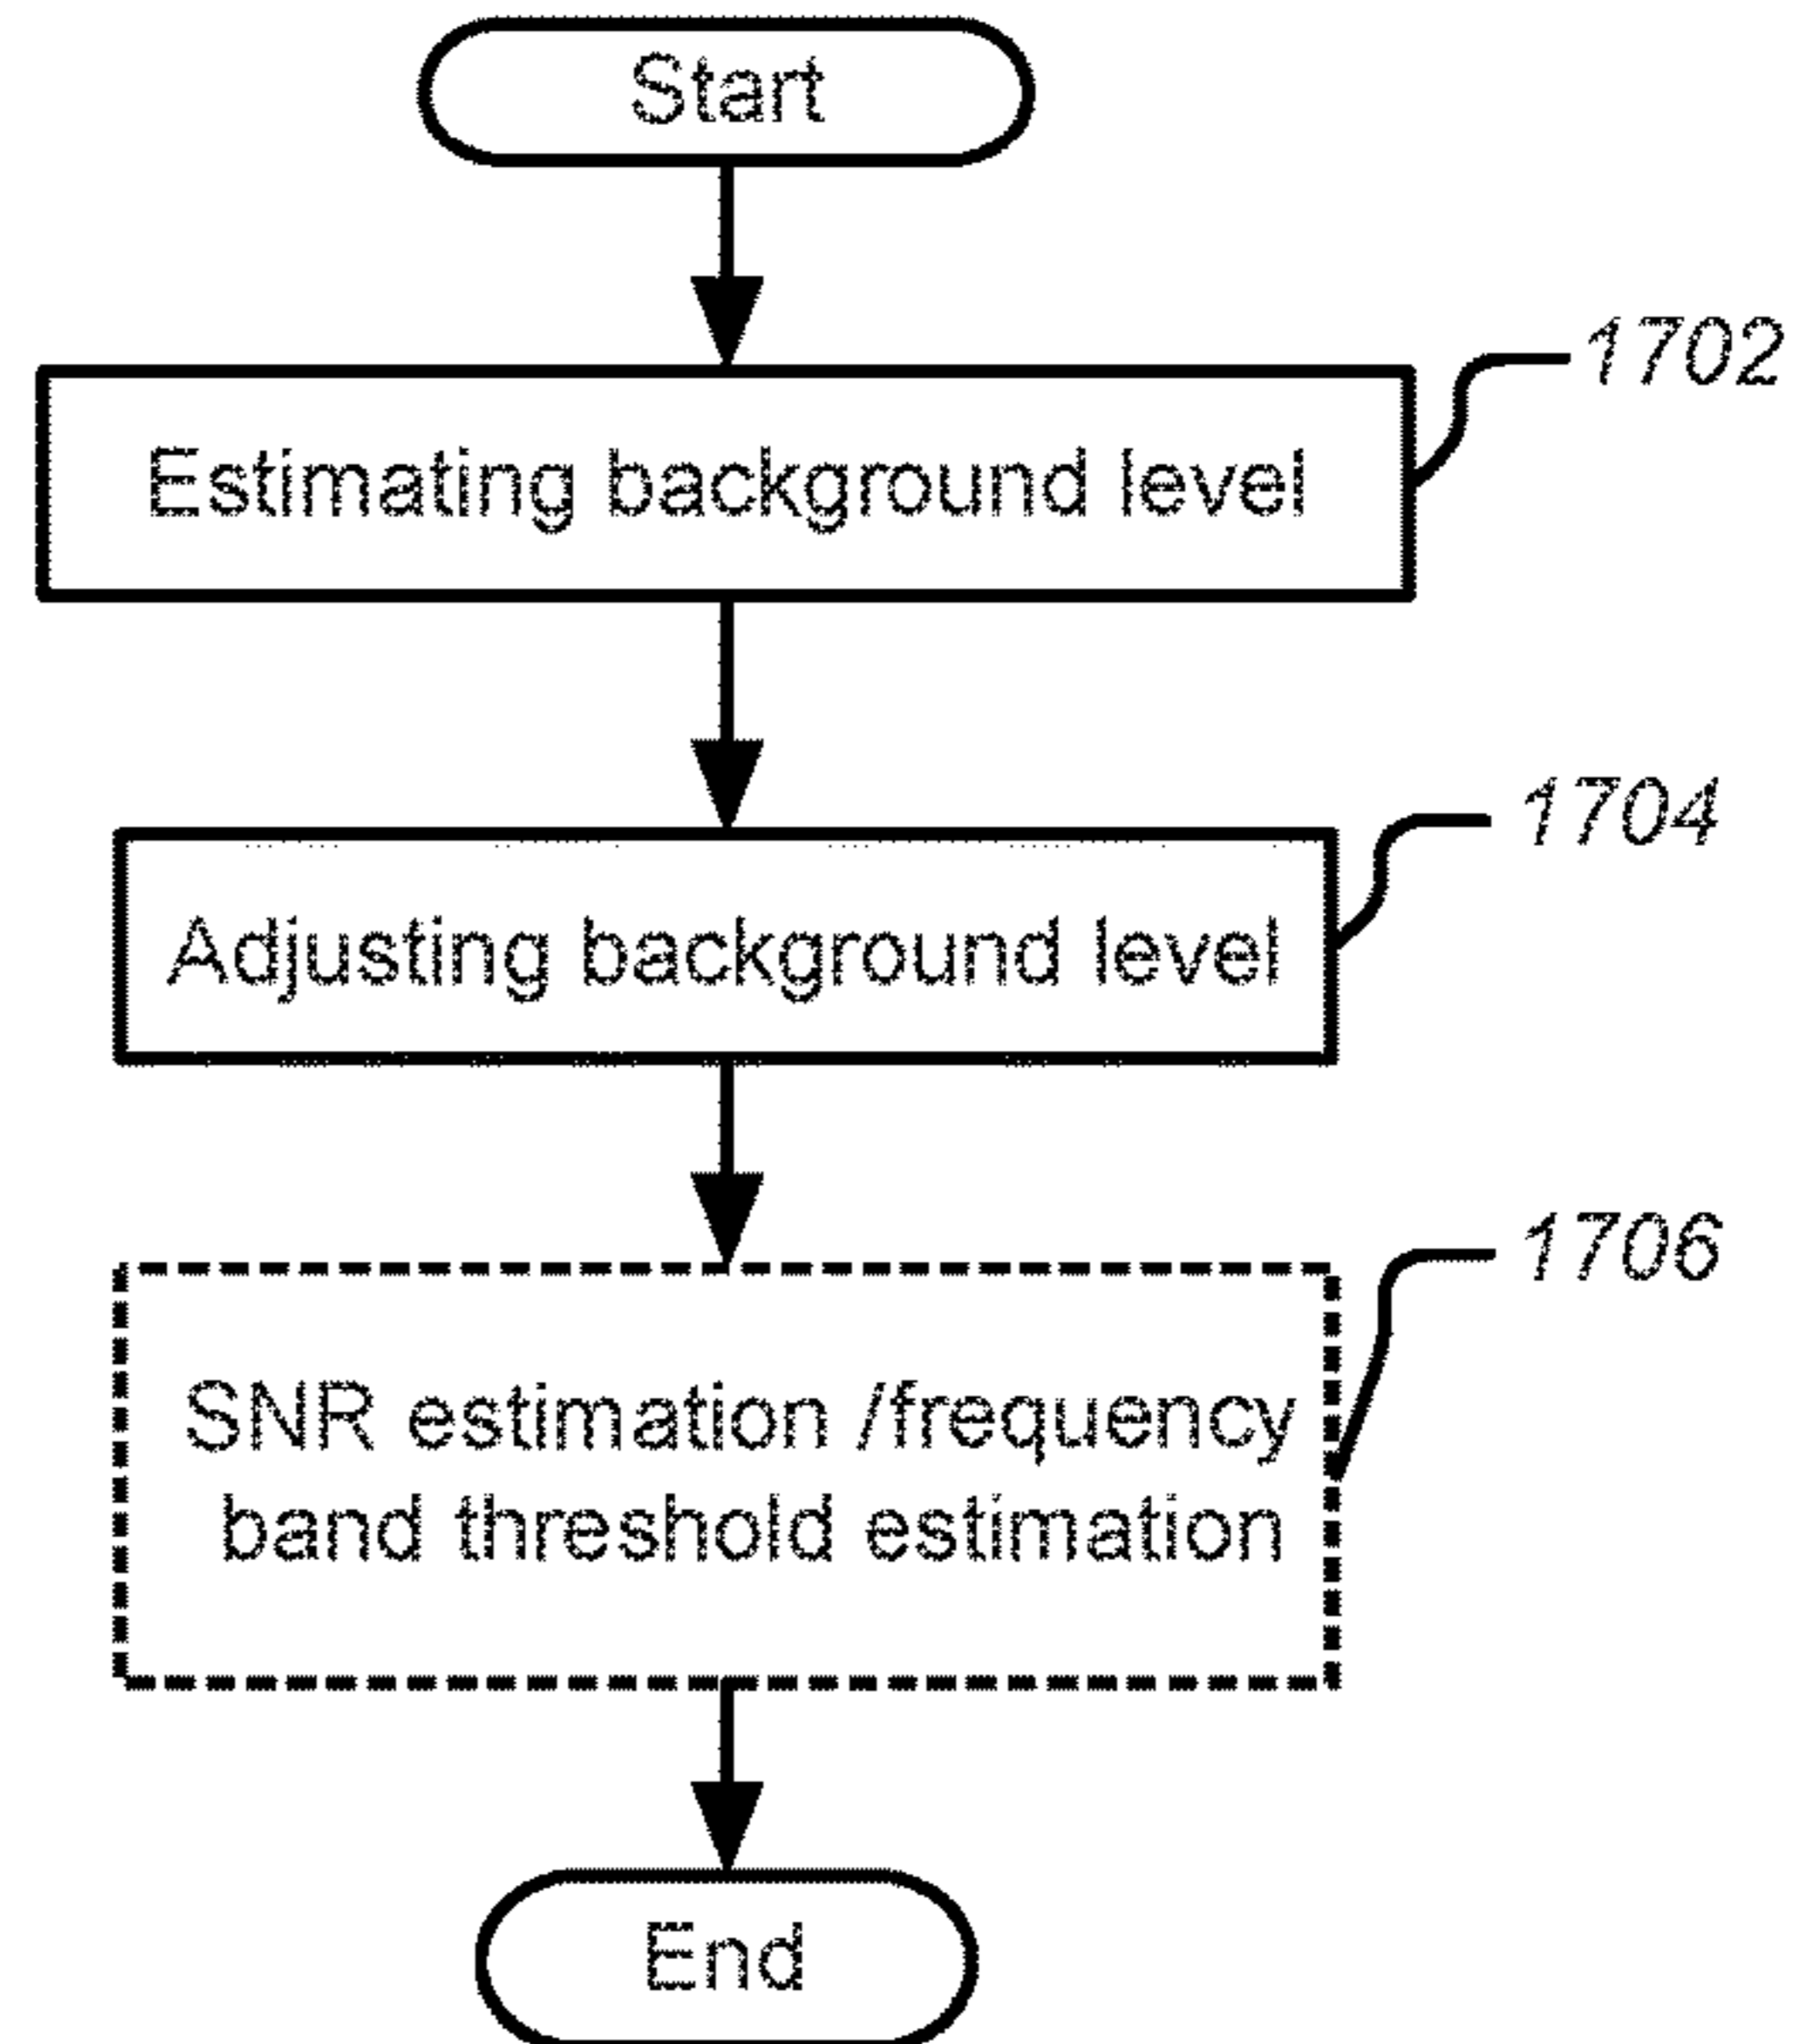 Start
1702
Estimating background level
1704
Adjusting background level
1706
SNR estimation /frequency
band threshold estimation
End